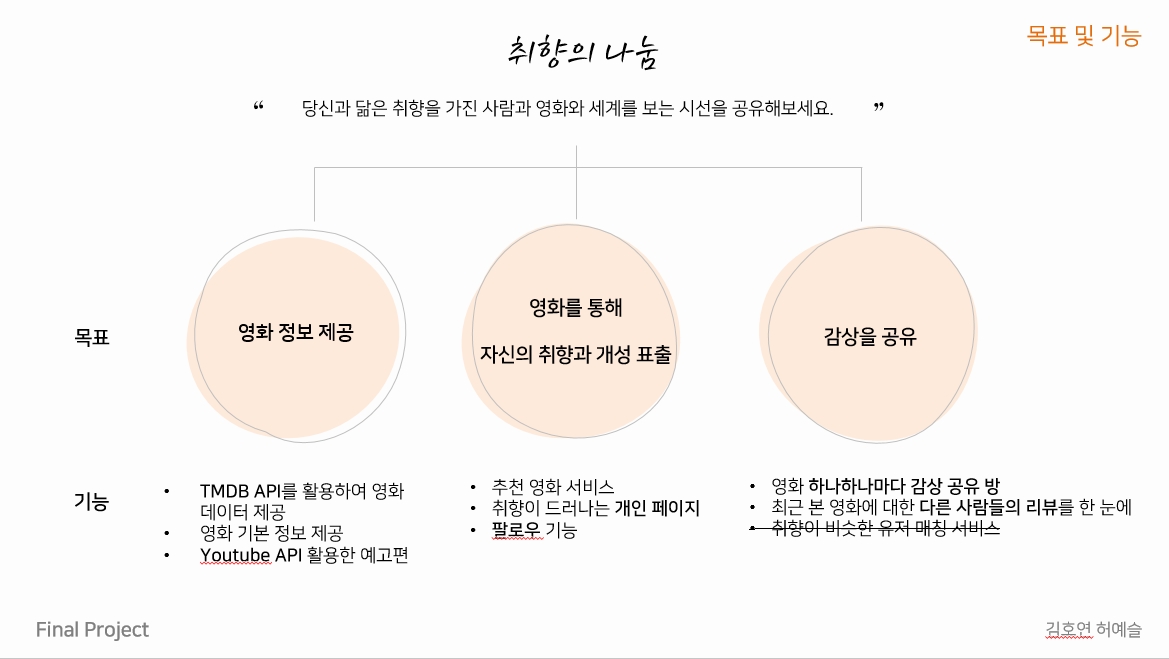 목표 및 기능
취향의 나눔
“ 당신과 닮은 취향을 가진 사람과 영화와 세계를 보는 시선을 공유해보세요. ”
목표
영화 정보 제공
영화를 통해
자신의 취향과 개성 표출
감상을 공유
기능
• TMDB API를 활용하여 영화
데이터 제공
• 영화 기본 정보 제공
• Youtube API 활용한 예고편
• 추천 영화 서비스
• 취향이 드러나는 개인 페이지
• 팔로우 기능
• 영화 하나하나마다 감상 공유 방
• 최근 본 영화에 대한 다른 사람들의 리뷰를 한 눈에
• 취향이 비슷한 유저 매칭 서비스
Final Project
김호연 허예슬